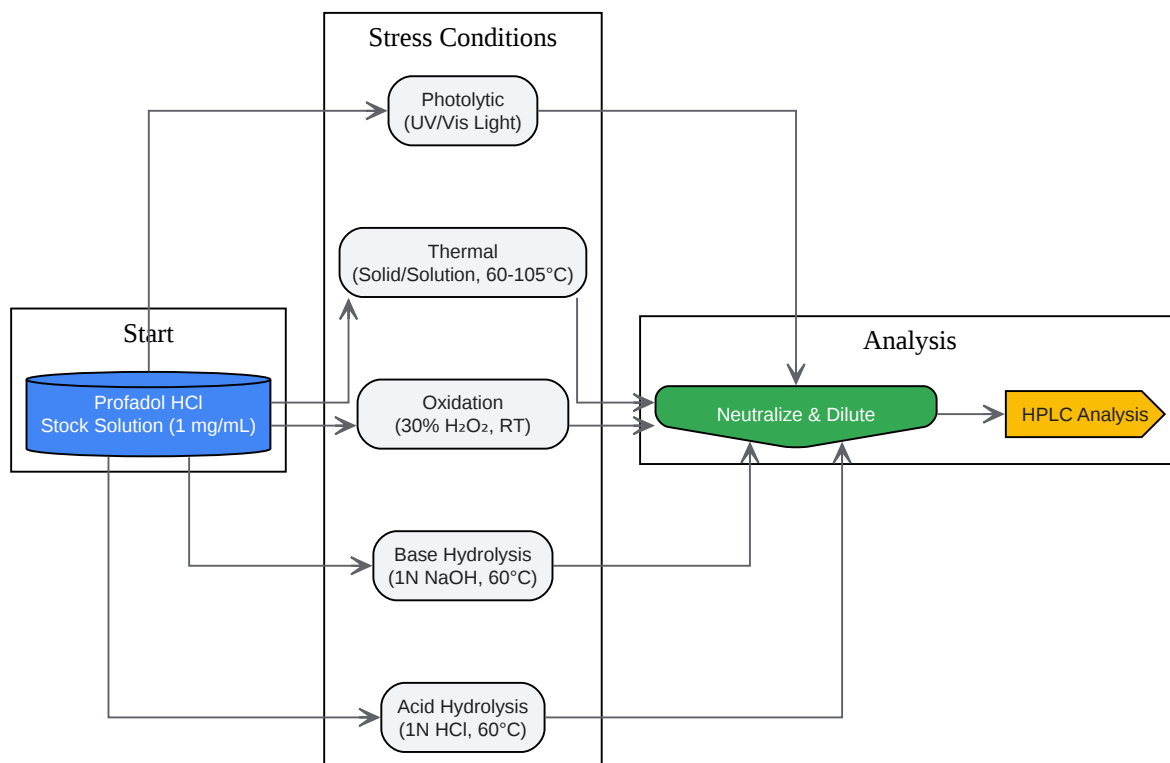 Stress Conditions
Photolytic
(UV/Vis Light)
Thermal
(Solid/Solution, 60-105°C)
Start
Profadol HCl
Stock Solution (1 mg/mL)
Oxidation
(30% H₂O₂, RT)
Analysis
Neutralize & Dilute
HPLC Analysis
Base Hydrolysis
(1N NaOH, 60°C)
Acid Hydrolysis
(1N HCl, 60°C)